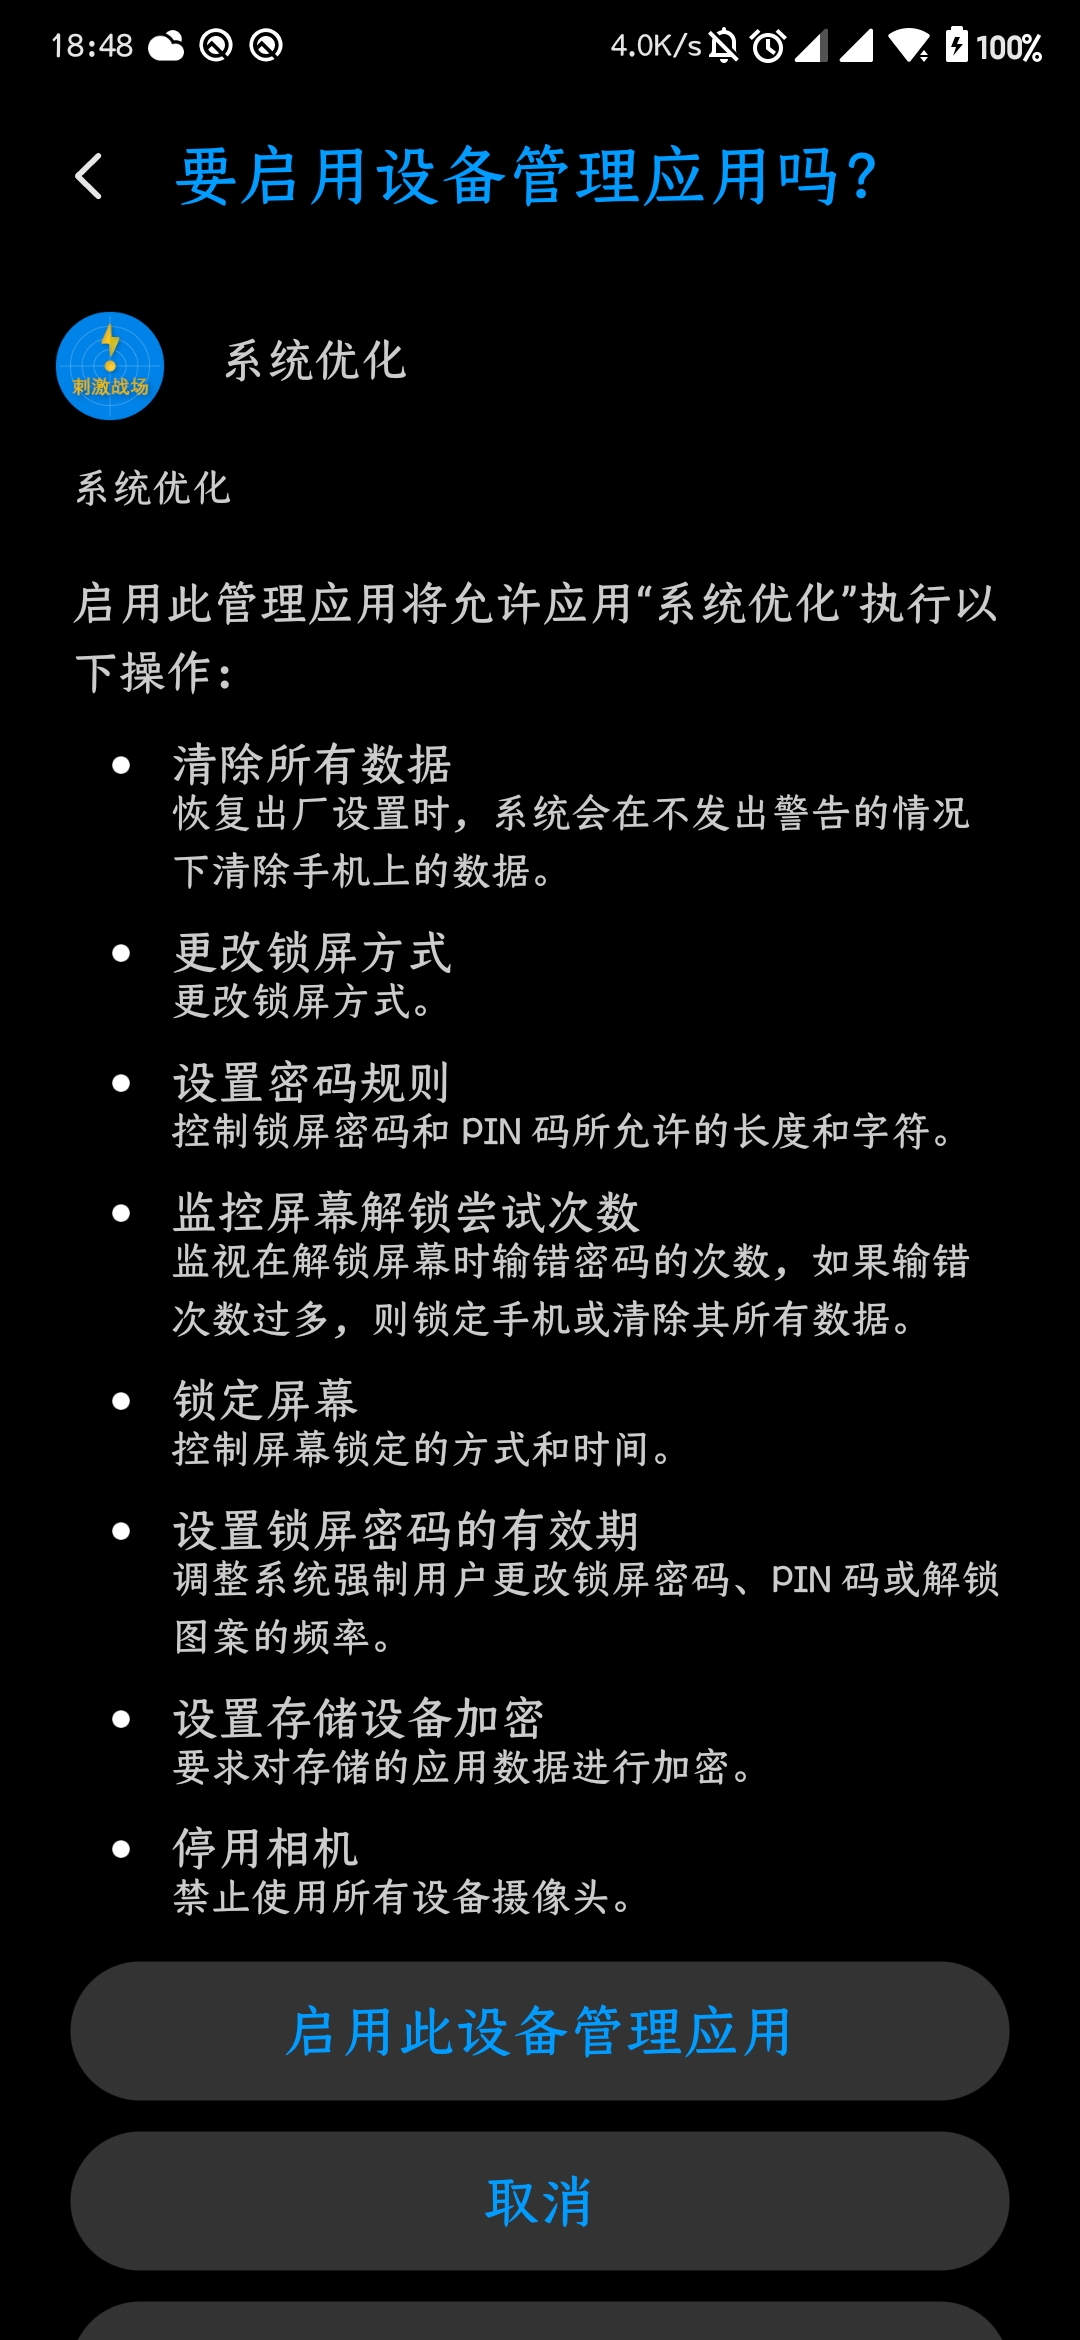 18:48 4.0K/s 100%
要启用设备管理应用吗?
刺激战场
系统优化
系统优化
启用此管理应用将允许应用“系统优化”执行以
下操作：
清除所有数据
恢复出厂设置时，系统会在不发出警告的情况
下清除手机上的数据。
更改锁屏方式
更改锁屏方式。
设置密码规则
控制锁屏密码和 PIN 码所允许的长度和字符。
监控屏幕解锁尝试次数
监视在解锁屏幕时输错密码的次数，如果输错
次数过多，则锁定手机或清除其所有数据。
锁定屏幕
控制屏幕锁定的方式和时间。
设置锁屏密码的有效期
调整系统强制用户更改锁屏密码、PIN 码或解锁
图案的频率。
设置存储设备加密
要求对存储的应用数据进行加密。
停用相机
禁止使用所有设备摄像头。
启用此设备管理应用
取消